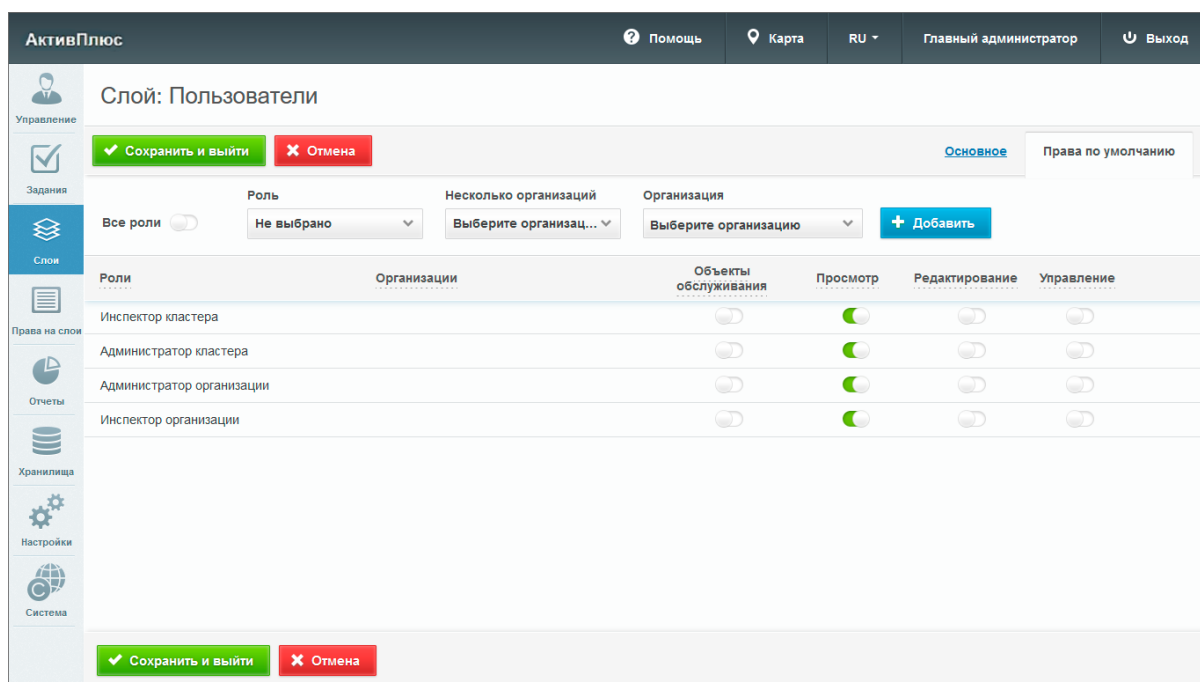 АктивПлюс
Помощь
Карта
RU
Главный администратор
Выход
Управление
Задания
Слои
Права на слои
Отчеты
Хранилища
Настройки
Система
Слой: Пользователи
Сохранить и выйти
Отмена
Основное
Права по умолчанию
Все роли
Роль
Не выбрано
Несколько организаций
Выберите организац...
Организация
Выберите организацию
Добавить
Роли
Организации
Объекты
обслуживания
Просмотр
Редактирование
Управление
Инспектор кластера
Администратор кластера
Администратор организации
Инспектор организации
Сохранить и выйти
Отмена